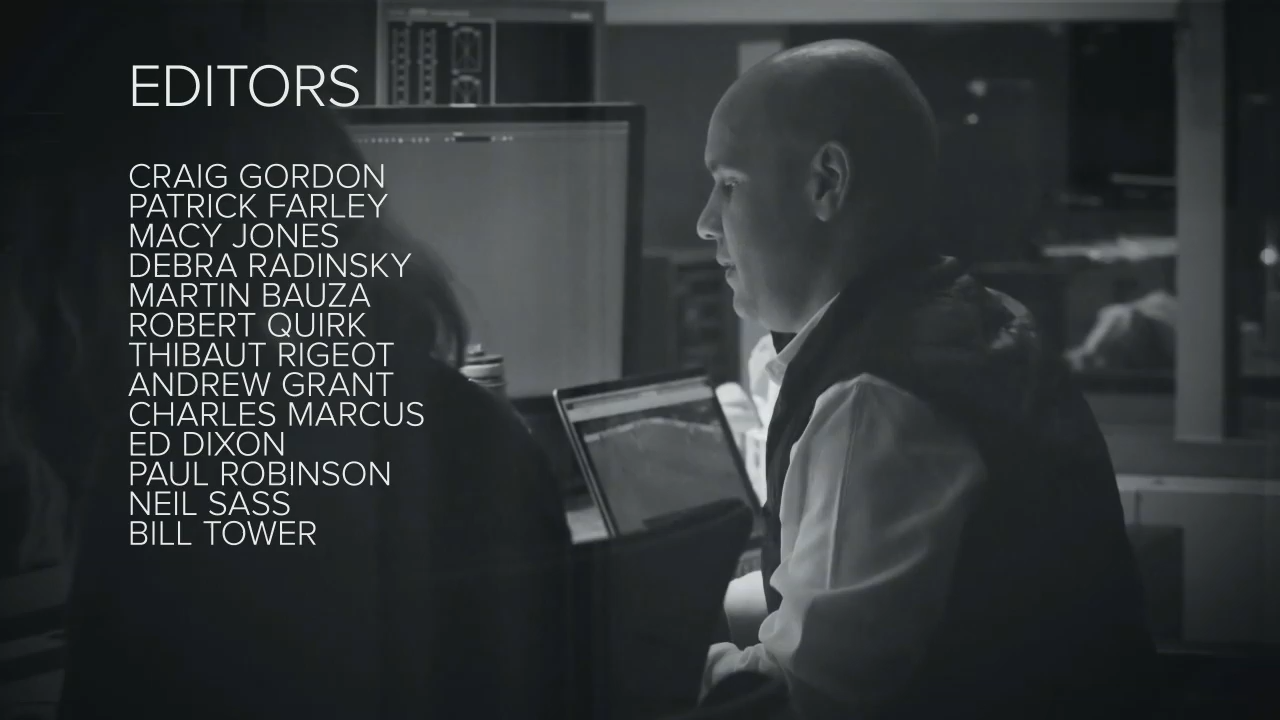 EDITORS
CRAIG GORDON
PATRICK FARLEY
MACY JONES
DEBRA RADINSKY
MARTIN BAUZA
ROBERT QUIRK
THIBAUT RIGEOT
ANDREW GRANT
CHARLES MARCUS
ED DIXON
PAUL ROBINSON
NEIL SASS
BILL TOWER